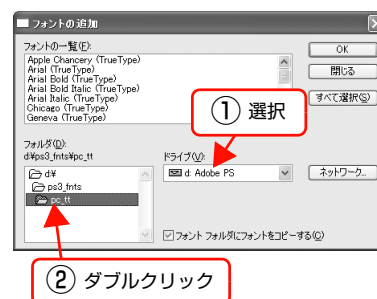 フォントの追加
フォントの一覧(F):
Apple Chancery (TrueType)
Arial (TrueType)
Arial Bold (TrueType)
Arial Bold Italic (TrueType)
Arial Italic (TrueType)
Chicago (TrueType)
Geneva (TrueType)
OK
閉じる
すべて選択(S)
① 選択
フォルダ(D):
d:¥ps3_fnts¥pc_tt
ドライブ(V):
d:¥
ps3_fnts
pc_tt
d: Adobe PS
ネットワーク...
フォント フォルダにフォントをコピーする(C)
② ダブルクリック